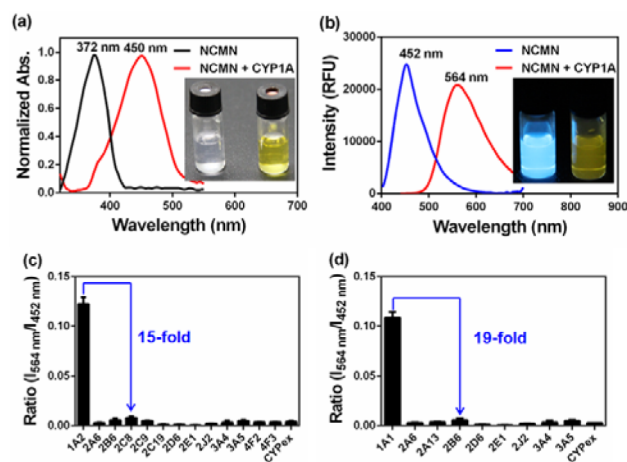 (a)
372 nm 450 nm
NCMN
NCMN + CYP1A
Normalized Abs.
1.0
0.8
0.6
0.4
0.2
0.0
400 500 600 700
Wavelength (nm)
(b)
452 nm
564 nm
NCMN
NCMN + CYP1A
Intensity (RFU)
30000
20000
10000
0
400 500 600 700 800 900
Wavelength (nm)
(c)
Ratio (I564 nm/I452 nm)
0.15
0.10
0.05
0.00
15-fold
1A2 2A6 2B6 2C8 2C9 2C19 2D6 2E1 2J2 3A4 3A5 4F2 4F3 CYPex
(d)
Ratio (I564 nm/I452 nm)
0.15
0.10
0.05
0.00
19-fold
1A1 2A6 2A13 2B6 2D6 2E1 2J2 3A4 3A5 CYPex